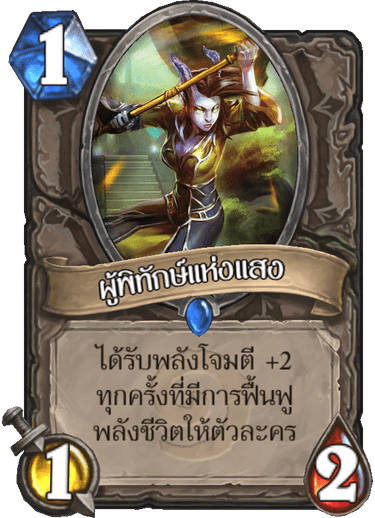 1
ผู้พิทักษ์แห่งแสง
ได้รับพลังโจมตี +2
ทุกครั้งที่มีการฟื้นฟู
พลังชีวิตให้ตัวละคร
1
2